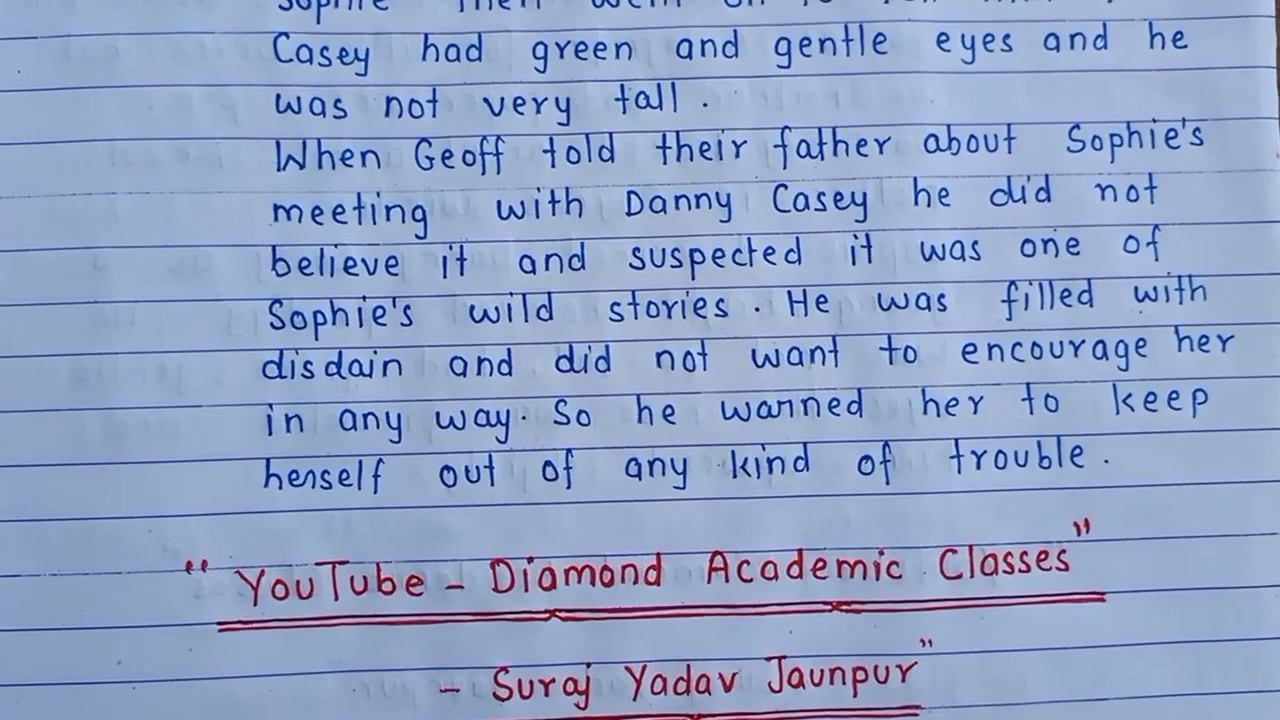 Casey had green and gentle eyes and he
was not very tall.
When Geoff told their father about Sophie's
meeting with Danny Casey he did not
believe it and suspected it was one of
Sophie's wild stories. He was filled with
disdain and did not want to encourage her
in any way. So he warned her to keep
herself out of any kind of trouble.
"YouTube - Diamond Academic Classes"
- Suraj Yadav Jaunpur"